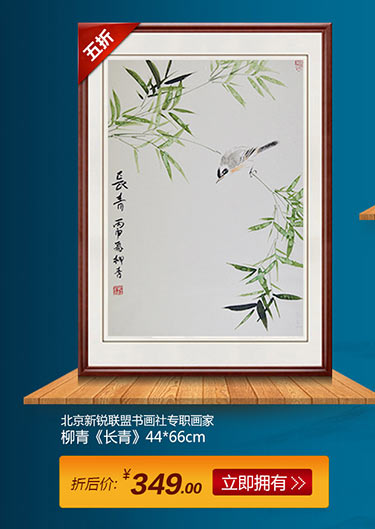 五折
長青
丙申夏柳青
北京新锐联盟书画社专职画家
柳青《长青》44*66cm
折后价: ¥349.00 立即拥有 >>